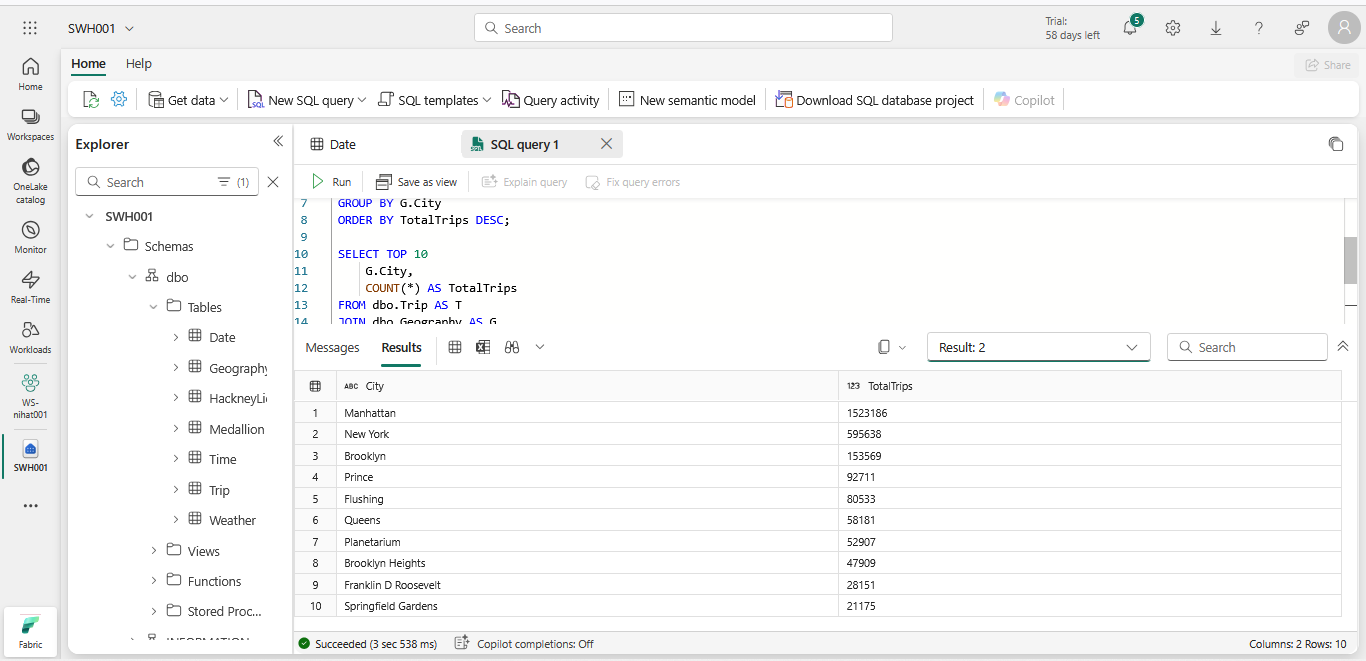 SWH001
Search
Trial:
58 days left
5
Home
Help
Share
Get data
New SQL query
SQL templates
Query activity
New semantic model
Download SQL database project
Copilot
Home
Workspaces
OneLake
catalog
Monitor
Real-Time
Workloads
WS-
nihat001
SWH001
Fabric
Explorer
Search
(1)
SWH001
Schemas
dbo
Tables
Date
Geography
HackneyLic
Medallion
Time
Trip
Weather
Views
Functions
Stored Proc...
Date
SQL query 1
Run
Save as view
Explain query
Fix query errors
7 GROUP BY G.City
8 ORDER BY TotalTrips DESC;
9
10 SELECT TOP 10
11 G.City,
12 COUNT(*) AS TotalTrips
13 FROM dbo.Trip AS T
14 JOIN dbo.Geography AS G
Messages
Results
Result: 2
Search
ABC City 123 TotalTrips
1 Manhattan 1523186
2 New York 595638
3 Brooklyn 153569
4 Prince 92711
5 Flushing 80533
6 Queens 58181
7 Planetarium 52907
8 Brooklyn Heights 47909
9 Franklin D Roosevelt 28151
10 Springfield Gardens 21175
Succeeded (3 sec 538 ms)
Copilot completions: Off
Columns: 2 Rows: 10